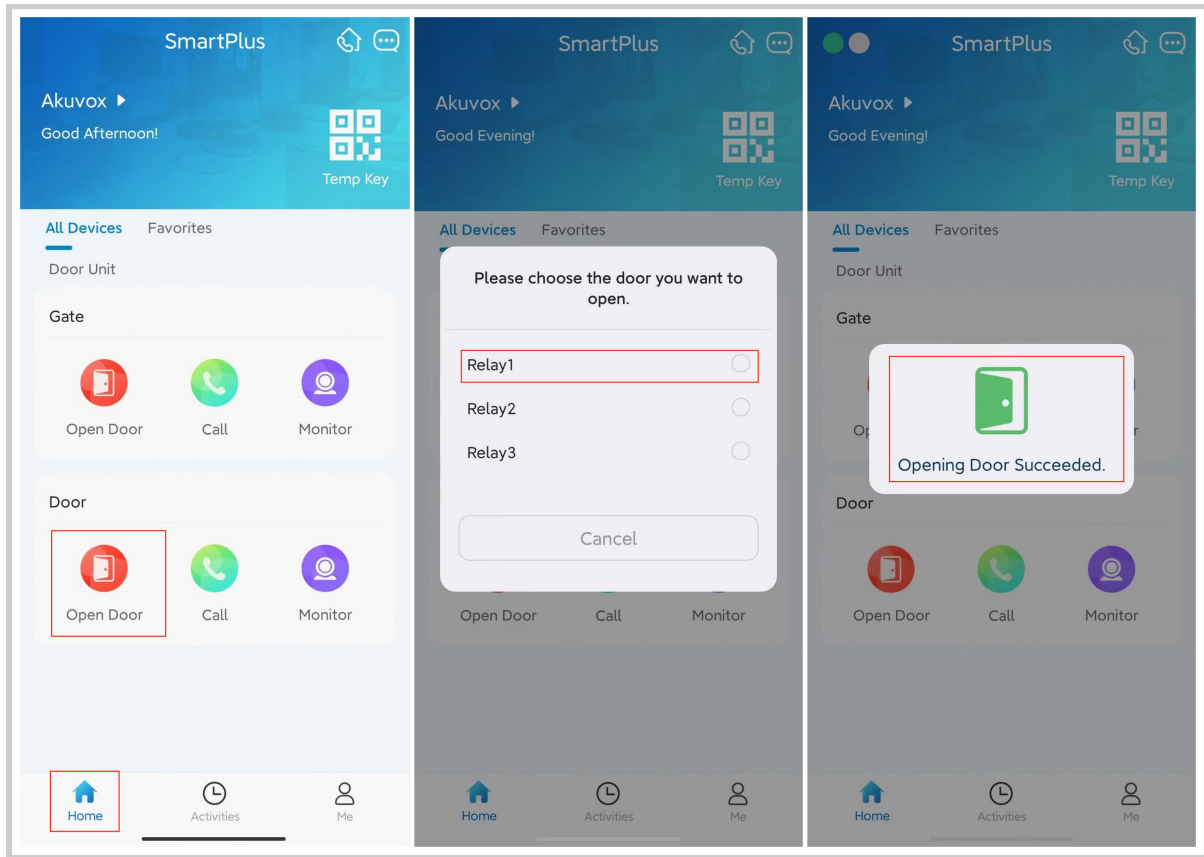 SmartPlus
Akuvox
Good Afternoon!
Temp Key
All Devices Favorites
Door Unit
Gate
Open Door Call Monitor
Door
Open Door Call Monitor
Home Activities Me
SmartPlus
Akuvox
Good Evening!
Temp Key
All Devices Favorites
Please choose the door you want to
open.
Relay1
Relay2
Relay3
Cancel
Open Door Call Monitor
Home Activities Me
SmartPlus
Akuvox
Good Evening!
Temp Key
All Devices Favorites
Door Unit
Gate
Opening Door Succeeded.
Door
Open Door Call Monitor
Home Activities Me